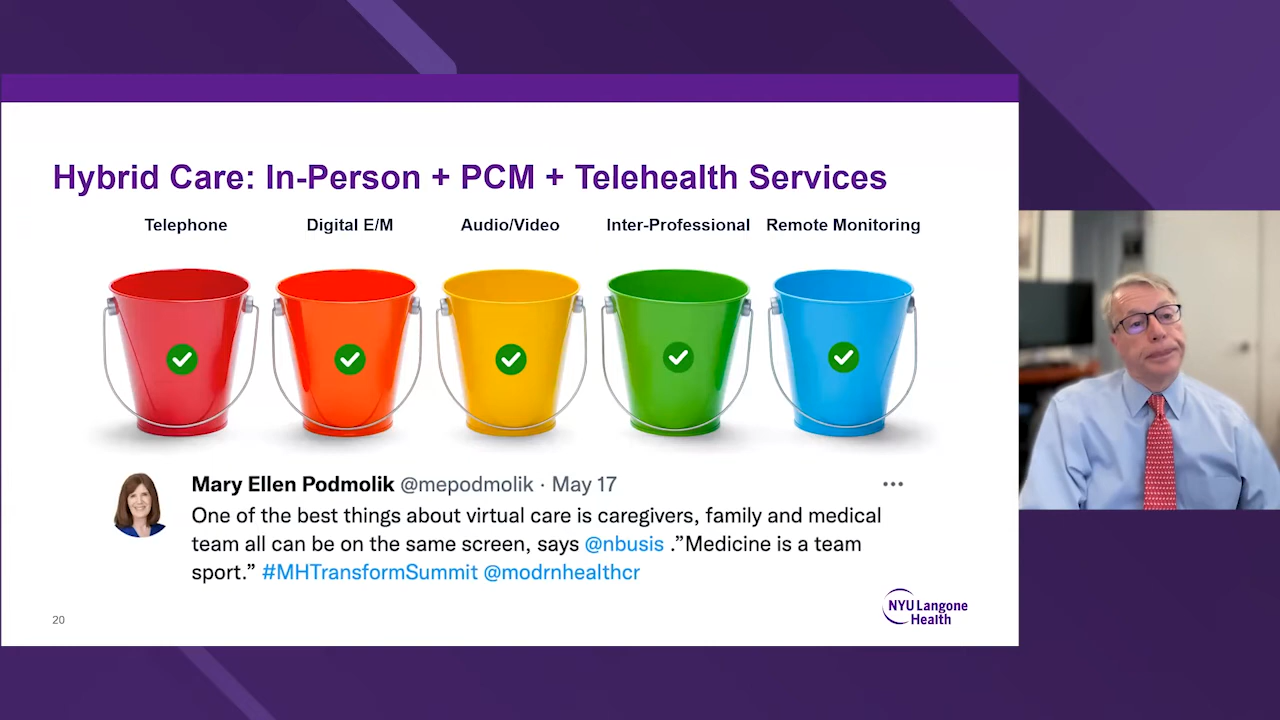 Hybrid Care: In-Person + PCM + Telehealth Services
Telephone Digital E/M Audio/Video Inter-Professional Remote Monitoring
Mary Ellen Podmolik @mepodmolik · May 17
One of the best things about virtual care is caregivers, family and medical
team all can be on the same screen, says @nbusis .”Medicine is a team
sport.” #MHTransformSummit @modrnhealthcr
20
NYU Langone
Health